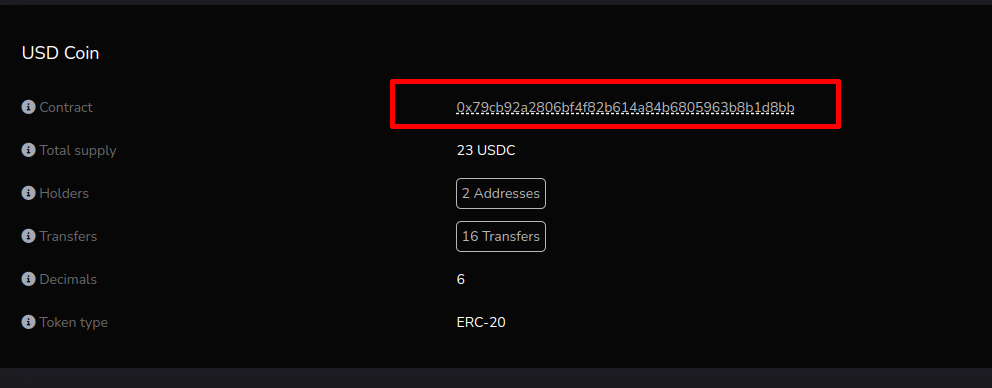 USD Coin
Contract 0x79cb92a2806bf4f82b614a84b6805963b8b1d8bb
Total supply 23 USDC
Holders 2 Addresses
Transfers 16 Transfers
Decimals 6
Token type ERC-20